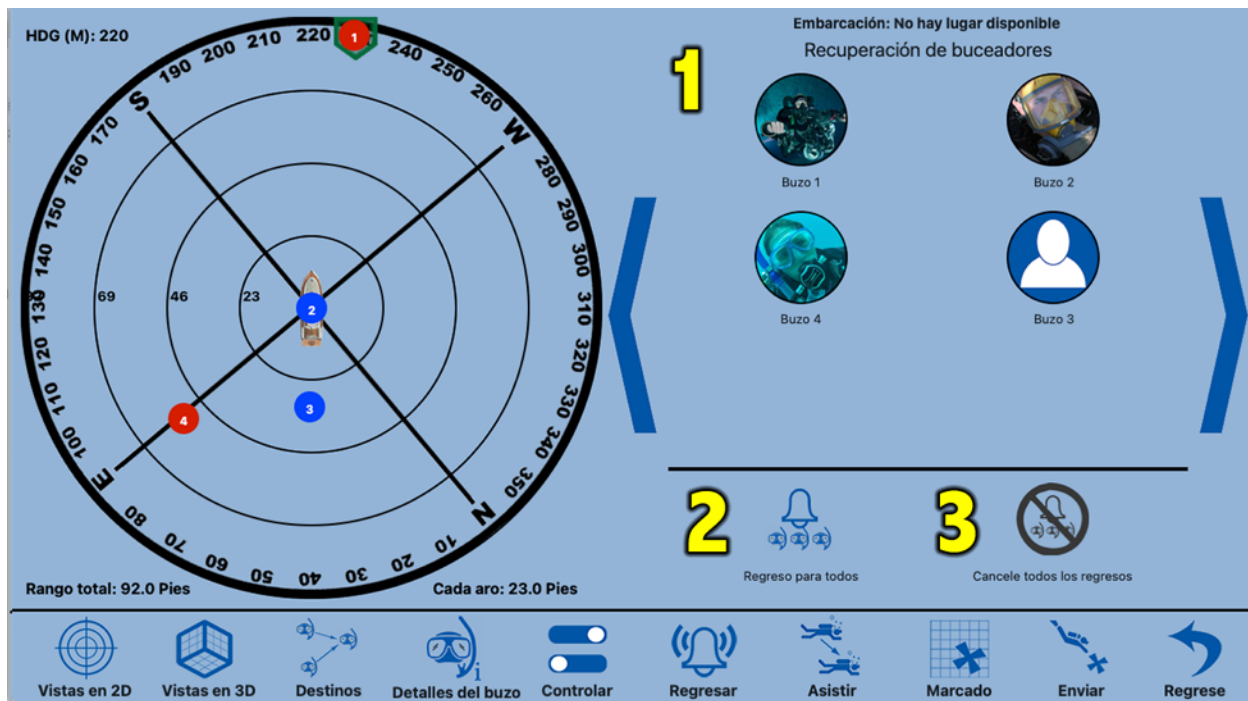 HDG (M): 220
190
200
210
220
240
250
260
W
280
290
300
310
320
330
340
350
N
10
20
30
40
50
60
70
80
E
100
110
120
130
140
150
160
170
S
1
2
3
4
69
46
23
Rango total: 92.0 Pies
Cada aro: 23.0 Pies
Embarcación: No hay lugar disponible
Recuperación de buceadores
1
Buzo 1
Buzo 2
Buzo 4
Buzo 3
2
Regreso para todos
3
Cancele todos los regresos
Vistas en 2D
Vistas en 3D
Destinos
Detalles del buzo
Controlar
Regresar
Asistir
Marcado
Enviar
Regrese